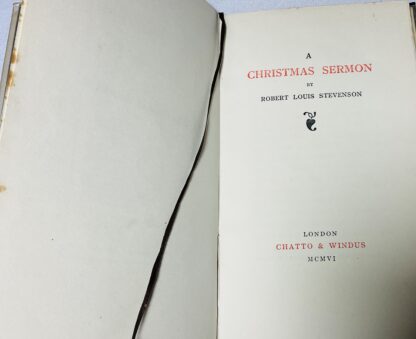 A
CHRISTMAS SERMON
BY
ROBERT LOUIS STEVENSON
LONDON
CHATTO & WINDUS
MCMVI